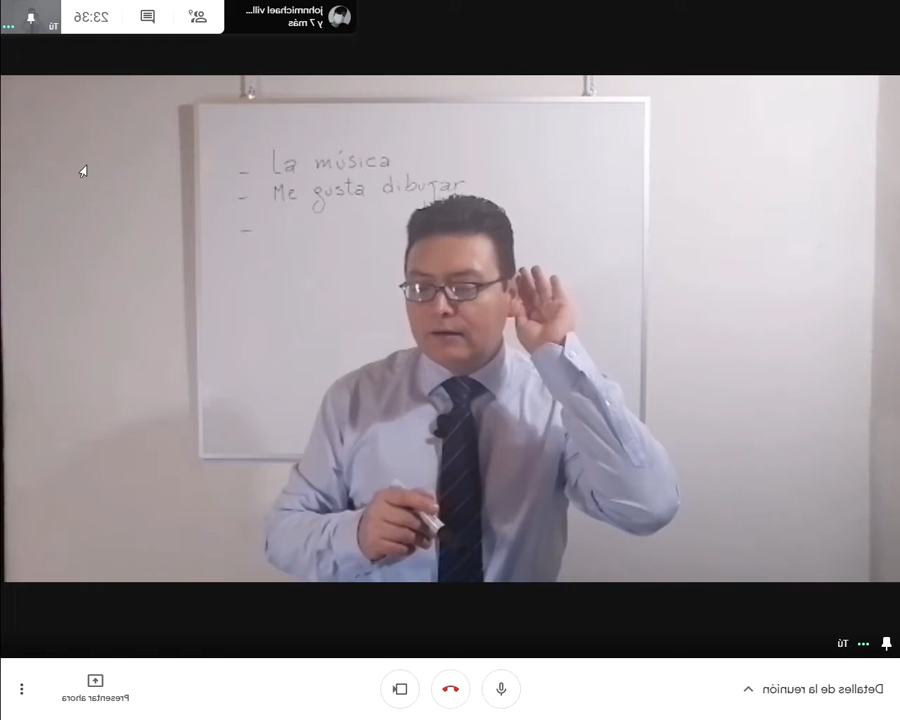 Tú
23:36
johnmichael vill...
y 7 más
- La música
- Me gusta dibujar
-
Tú
Presentar ahora
Detalles de la reunión